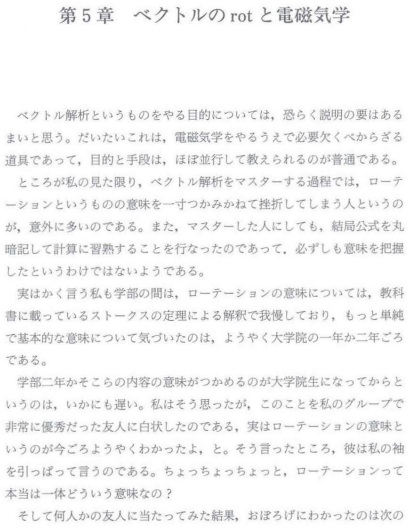 第5章　ベクトルの rot と電磁気学
ベクトル解析というものをやる目的については，恐らく説明の要はある
まいと思う。だいたいこれは，電磁気学をやるうえで必要欠くべからざる
道具であって，目的と手段は，ほぼ並行して教えられるのが普通である。
ところが私の見た限り，ベクトル解析をマスターする過程では，ローテ
ーションというものの意味を一寸つかみかねて挫折してしまう人というの
が，意外に多いのである。また，マスターした人にしても，結局公式を丸
暗記して計算に習熟することを行なったのであって．必ずしも意味を把握
したというわけではないようである。
実はかく言う私も学部の間は，ローテーションの意味については，教科
書に載っているストークスの定理による解釈で我慢しており，もっと単純
で基本的な意味について気づいたのは，ようやく大学院の一年か二年ごろ
である。
学部二年かそこらの内容の意味がつかめるのが大学院生になってからと
いうのは，いかにも遅い。私はそう思ったが，このことを私のグループで
非常に優秀だった友人に白状したのである，実はローテーションの意味と
いうのが今ごろようやくわかったよ，と。そう言ったところ，彼は私の袖
を引っぱって言うのである。ちょっちょっちょっと，ローテーションって
本当は一体どういう意味なの？
そして何人かの友人に当たってみた結果，おぼろげにわかったのは次の